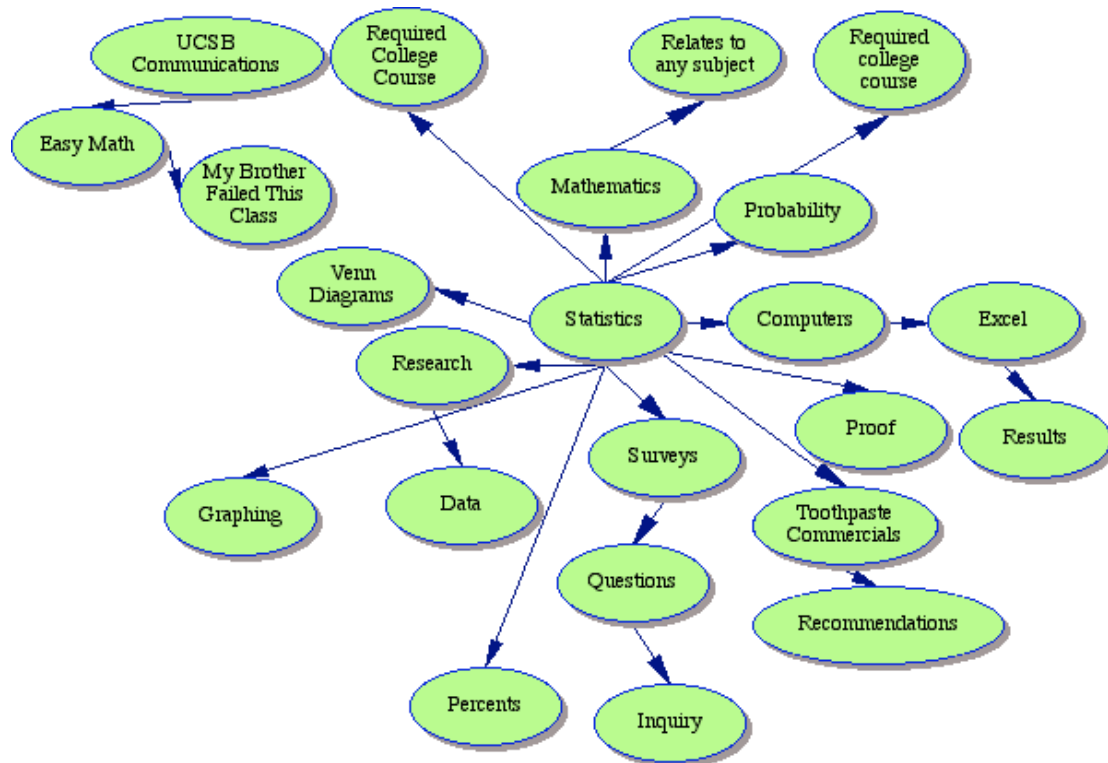 UCSB
Communications
Required
College
Course
Relates to
any subject
Required
college
course
Easy Math
My Brother
Failed This
Class
Mathematics
Probability
Venn
Diagrams
Statistics
Computers
Excel
Research
Proof
Results
Surveys
Graphing
Data
Toothpaste
Commercials
Questions
Recommendations
Percents
Inquiry